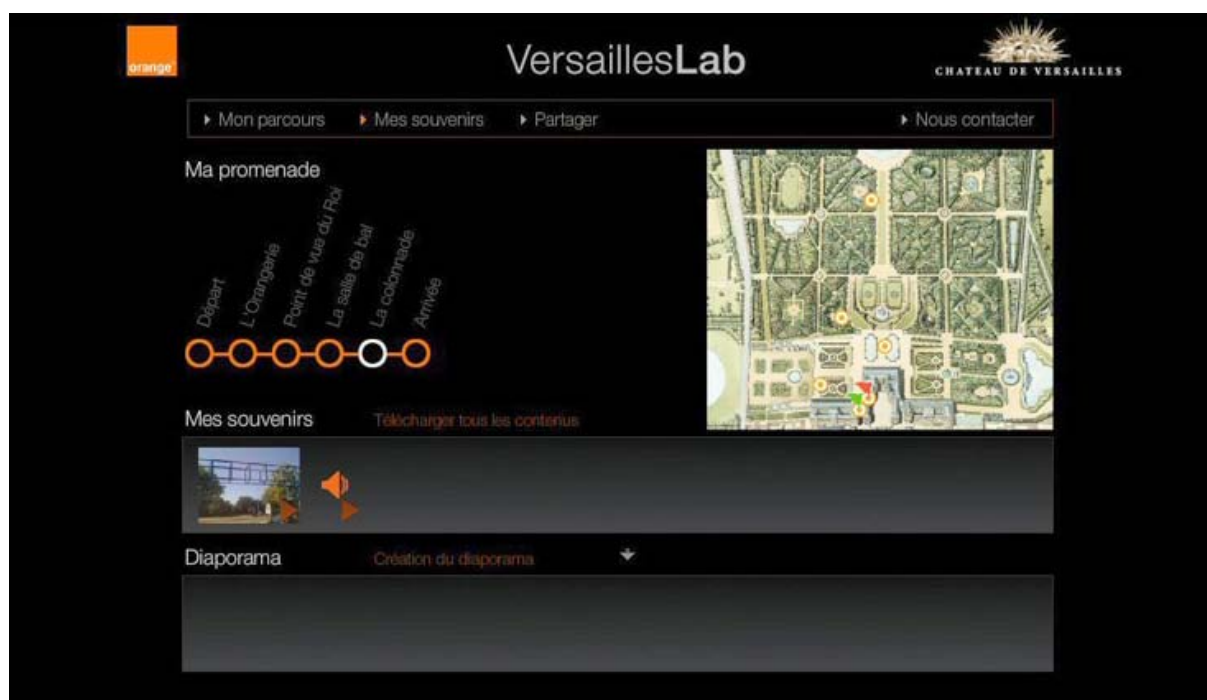 orange
VersaillesLab
CHATEAU DE VERSAILLES
Mon parcours
Mes souvenirs
Partager
Nous contacter
Ma promenade
Départ
L'Orangerie
Point de vue du Roi
La salle de bal
La colonnade
Arrivée
Mes souvenirs
Télécharger tous les contenus
Diaporama
Création du diaporama